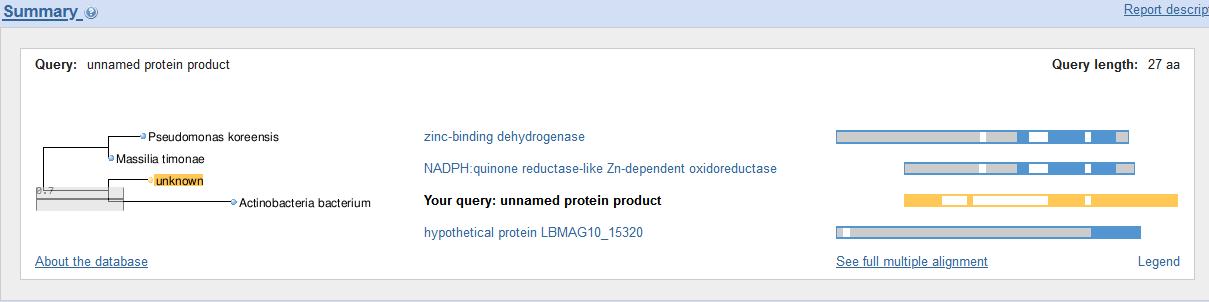 Summary
Report descrip
Query: unnamed protein product
Query length: 27 aa
Pseudomonas koreensis
zinc-binding dehydrogenase
Massilia timonae
NADPH:quinone reductase-like Zn-dependent oxidoreductase
unknown
0.7
Your query: unnamed protein product
Actinobacteria bacterium
hypothetical protein LBMAG10_15320
About the database
See full multiple alignment
Legend